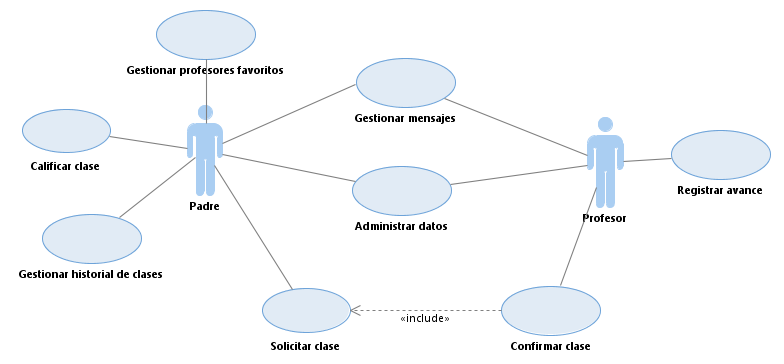 Gestionar profesores favoritos
Gestionar mensajes
Calificar clase
Registrar avance
Padre
Profesor
Administrar datos
Gestionar historial de clases
«include»
Solicitar clase
Confirmar clase